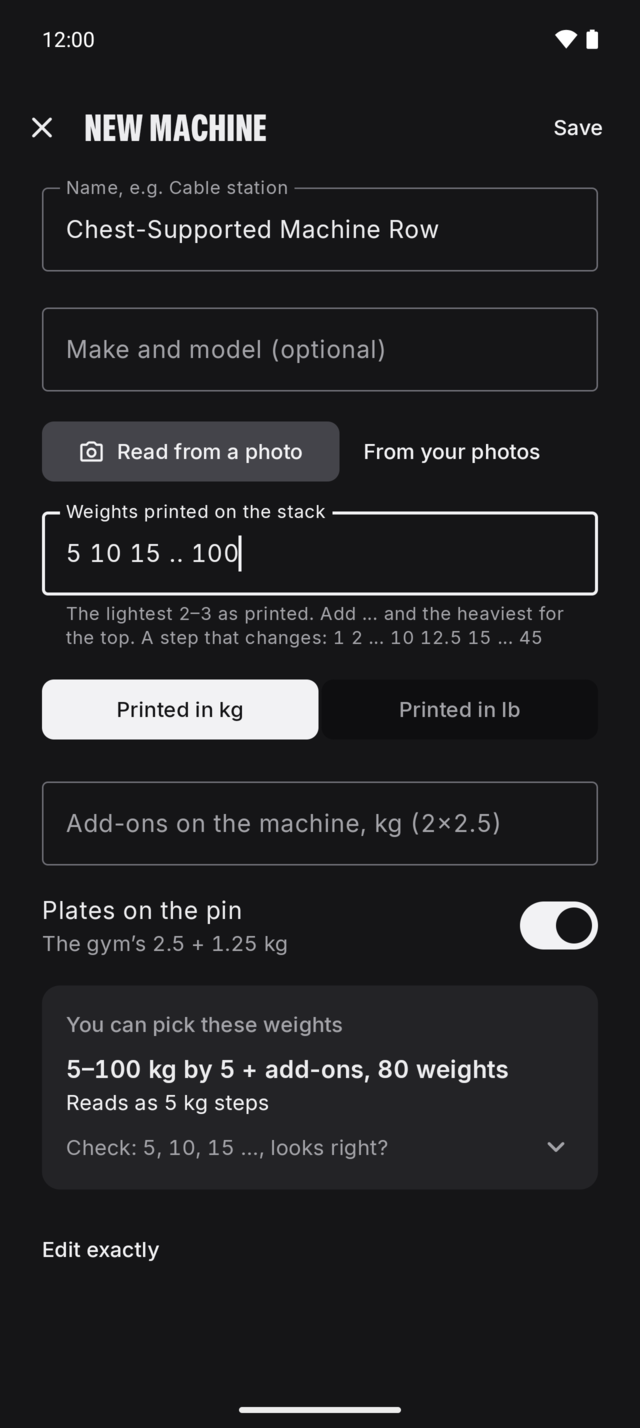 12:00
NEW MACHINE
Save
Name, e.g. Cable station
Chest-Supported Machine Row
Make and model (optional)
Read from a photo
From your photos
Weights printed on the stack
5 10 15 .. 100
The lightest 2–3 as printed. Add … and the heaviest for
the top. A step that changes: 1 2 … 10 12.5 15 … 45
Printed in kg
Printed in lb
Add-ons on the machine, kg (2×2.5)
Plates on the pin
The gym’s 2.5 + 1.25 kg
You can pick these weights
5–100 kg by 5 + add-ons, 80 weights
Reads as 5 kg steps
Check: 5, 10, 15 …, looks right?
Edit exactly